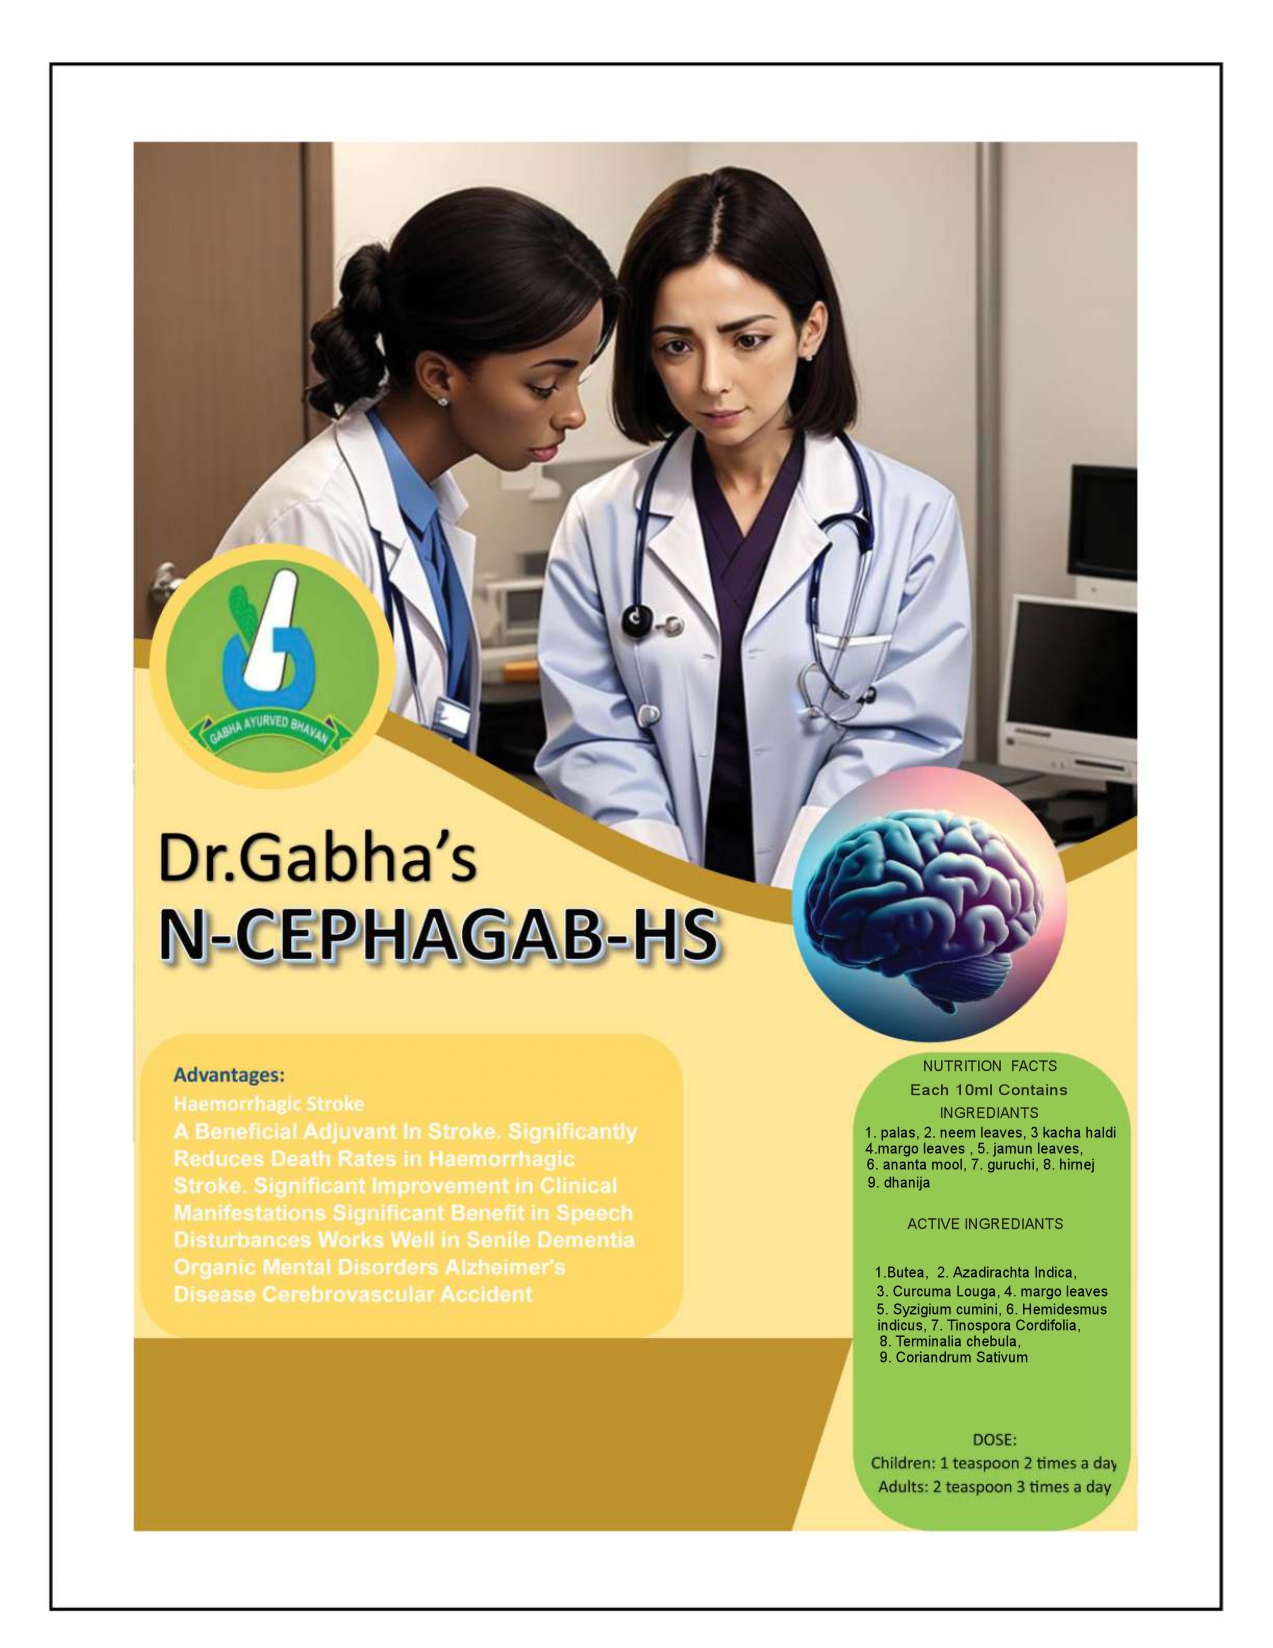 GABHA AYURVED BHAVAN
Dr.Gabha's
N-CEPHAGAB-HS
Advantages:
Haemorrhagic Stroke
A Beneficial Adjuvant In Stroke. Significantly
Reduces Death Rates in Haemorrhagic
Stroke. Significant Improvement in Clinical
Manifestations Significant Benefit in Speech
Disturbances Works Well in Senile Dementia
Organic Mental Disorders Alzheimer's
Disease Cerebrovascular Accident
NUTRITION FACTS
Each 10ml Contains
INGREDIANTS
1. palas, 2. neem leaves, 3 kacha haldi
4.margo leaves , 5. jamun leaves,
6. ananta mool, 7. guruchi, 8. hirnej
9. dhanija
ACTIVE INGREDIANTS
1.Butea, 2. Azadirachta Indica,
3. Curcuma Louga, 4. margo leaves
5. Syzigium cumini, 6. Hemidesmus
indicus, 7. Tinospora Cordifolia,
8. Terminalia chebula,
9. Coriandrum Sativum
DOSE:
Children: 1 teaspoon 2 times a day
Adults: 2 teaspoon 3 times a day